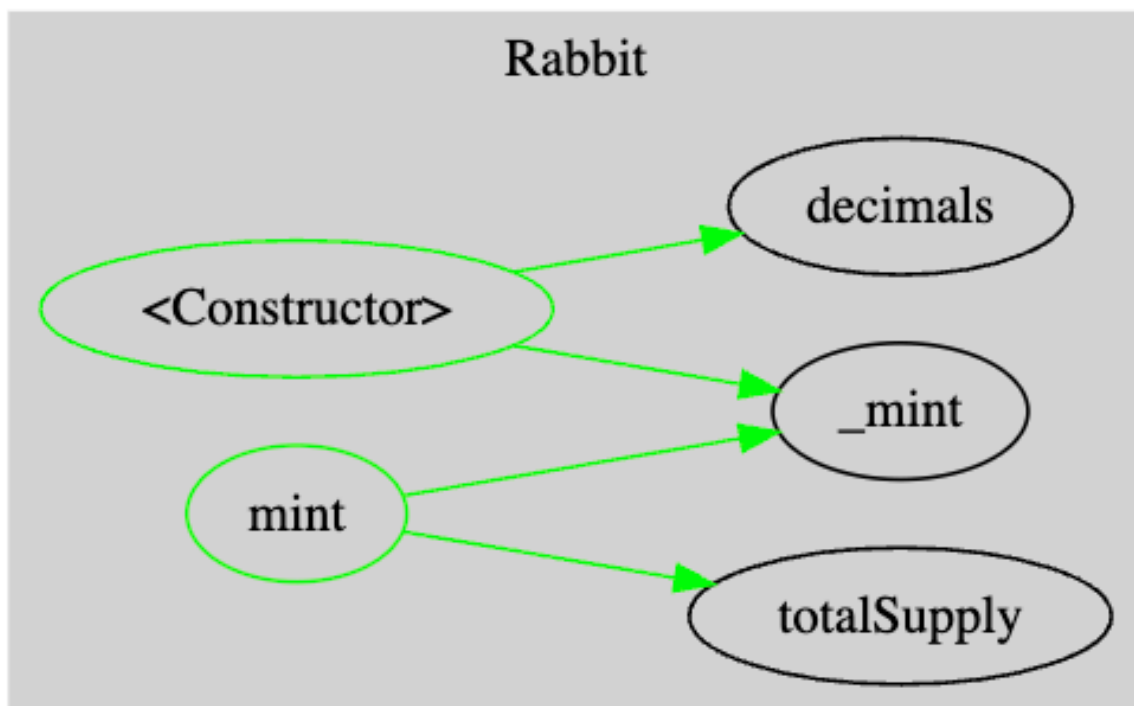 Rabbit
decimals
<Constructor>
_mint
mint
totalSupply